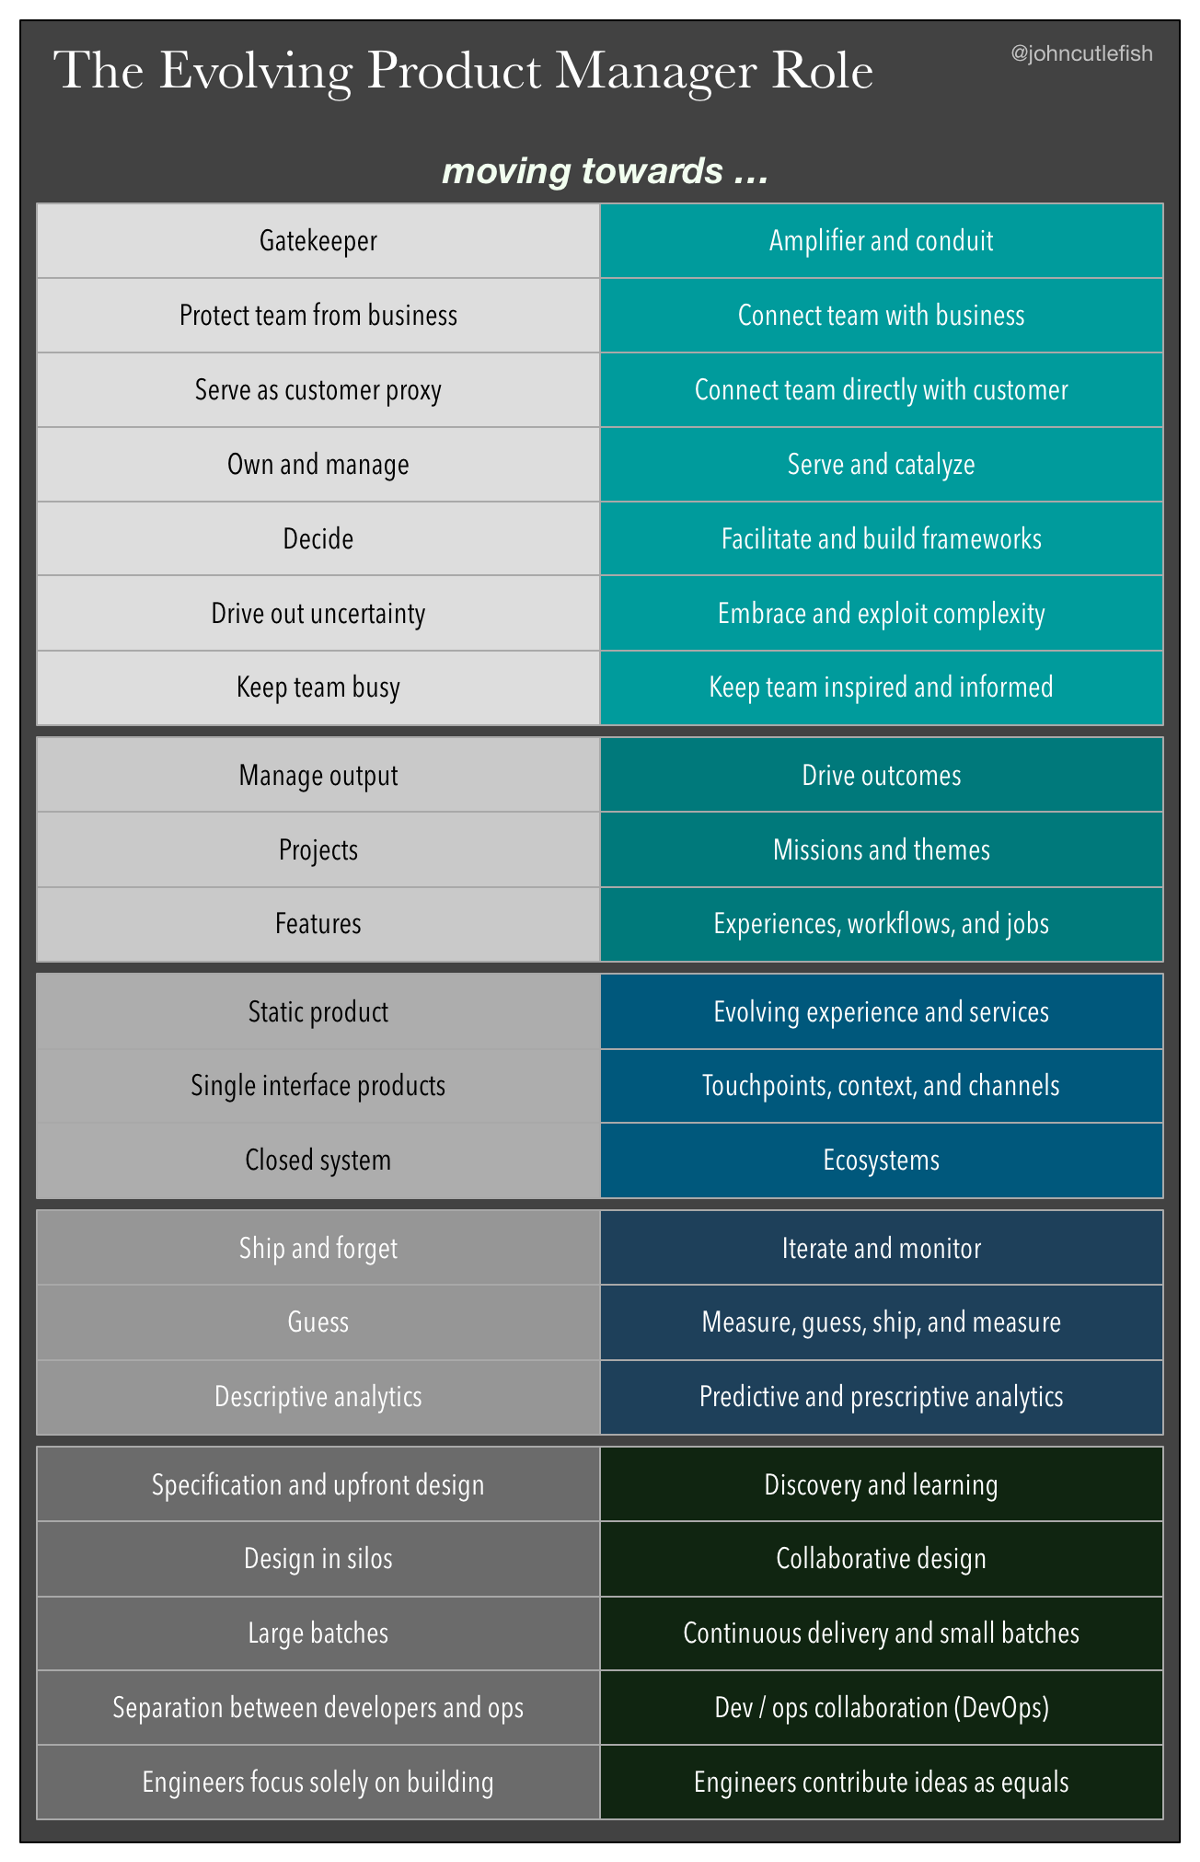 The Evolving Product Manager Role
@johncutlefish
moving towards ...
Gatekeeper
Amplifier and conduit
Protect team from business
Connect team with business
Serve as customer proxy
Connect team directly with customer
Own and manage
Serve and catalyze
Decide
Facilitate and build frameworks
Drive out uncertainty
Embrace and exploit complexity
Keep team busy
Keep team inspired and informed
Manage output
Drive outcomes
Projects
Missions and themes
Features
Experiences, workflows, and jobs
Static product
Evolving experience and services
Single interface products
Touchpoints, context, and channels
Closed system
Ecosystems
Ship and forget
Iterate and monitor
Guess
Measure, guess, ship, and measure
Descriptive analytics
Predictive and prescriptive analytics
Specification and upfront design
Discovery and learning
Design in silos
Collaborative design
Large batches
Continuous delivery and small batches
Separation between developers and ops
Dev / ops collaboration (DevOps)
Engineers focus solely on building
Engineers contribute ideas as equals